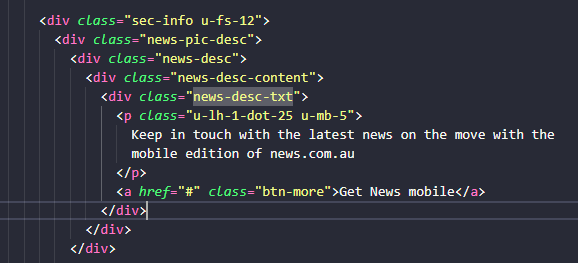 <div class="sec-info u-fs-12">
<div class="news-pic-desc">
<div class="news-desc">
<div class="news-desc-content">
<div class="news-desc-txt">
<p class="u-lh-1-dot-25 u-mb-5">
Keep in touch with the latest news on the move with the
mobile edition of news.com.au
</p>
<a href="#" class="btn-more">Get News mobile</a>
</div>
</div>
</div>